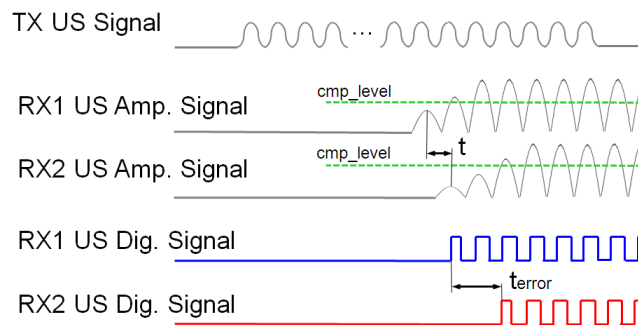 TX US Signal
...
cmp_level
RX1 US Amp. Signal
t
cmp_level
RX2 US Amp. Signal
RX1 US Dig. Signal
terror
RX2 US Dig. Signal